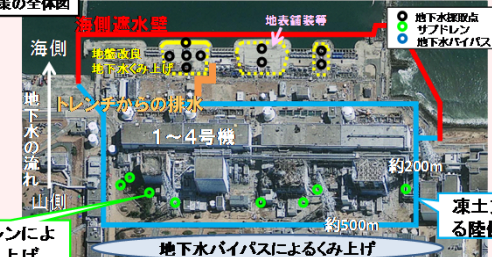 策の全体図
海側遮水壁
地表舗装等
地下水採取点
サブドレン
地下水バイパス
海側
地盤改良
地下水くみ上げ
トレンチからの排水
地下水の流れ
1～4号機
約200m
山側
約500m
凍土
る陸側
レンによ
上げ
地下水バイパスによるくみ上げ